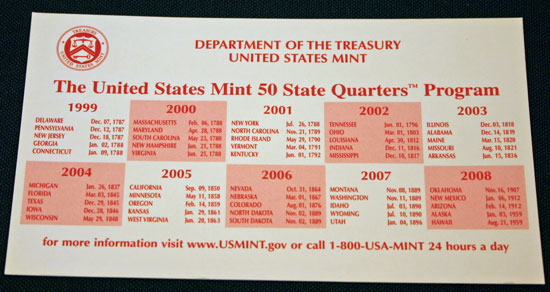 TREASURY
UNITED STATES MINT
DEPARTMENT OF THE TREASURY
UNITED STATES MINT
The United States Mint 50 State Quarters™ Program
1999
DELAWARE Dec. 07, 1787
PENNSYLVANIA Dec. 12, 1787
NEW JERSEY Dec. 18, 1787
GEORGIA Jan. 02, 1788
CONNECTICUT Jan. 09, 1788
2000
MASSACHUSETTS Feb. 06, 1788
MARYLAND Apr. 28, 1788
SOUTH CAROLINA May 23, 1788
NEW HAMPSHIRE Jun. 21, 1788
VIRGINIA Jun. 25, 1788
2001
NEW YORK Jul. 26, 1788
NORTH CAROLINA Nov. 21, 1789
RHODE ISLAND May 29, 1790
VERMONT Mar. 04, 1791
KENTUCKY Jun. 01, 1792
2002
TENNESSEE Jun. 01, 1796
OHIO Mar. 01, 1803
LOUISIANA Apr. 30, 1812
INDIANA Dec. 11, 1816
MISSISSIPPI Dec. 10, 1817
2003
ILLINOIS Dec. 03, 1818
ALABAMA Dec. 14, 1819
MAINE Mar. 15, 1820
MISSOURI Aug. 10, 1821
ARKANSAS Jun. 15, 1836
2004
MICHIGAN Jan. 26, 1837
FLORIDA Mar. 03, 1845
TEXAS Dec. 29, 1845
IOWA Dec. 28, 1846
WISCONSIN May 29, 1848
2005
CALIFORNIA Sep. 09, 1850
MINNESOTA May 11, 1858
OREGON Feb. 14, 1859
KANSAS Jan. 29, 1861
WEST VIRGINIA Jun. 20, 1863
2006
NEVADA Oct. 31, 1864
NEBRASKA Mar. 01, 1867
COLORADO Aug. 01, 1876
NORTH DAKOTA Nov. 02, 1889
SOUTH DAKOTA Nov. 02, 1889
2007
MONTANA Nov. 08, 1889
WASHINGTON Nov. 11, 1889
IDAHO Jul. 03, 1890
WYOMING Jul. 10, 1890
UTAH Jan. 04, 1896
2008
OKLAHOMA Nov. 16, 1907
NEW MEXICO Jan. 06, 1912
ARIZONA Feb. 14, 1912
ALASKA Jan. 03, 1959
HAWAII Aug. 21, 1959
for more information visit www.USMINT.gov or call 1-800-USA-MINT 24 hours a day